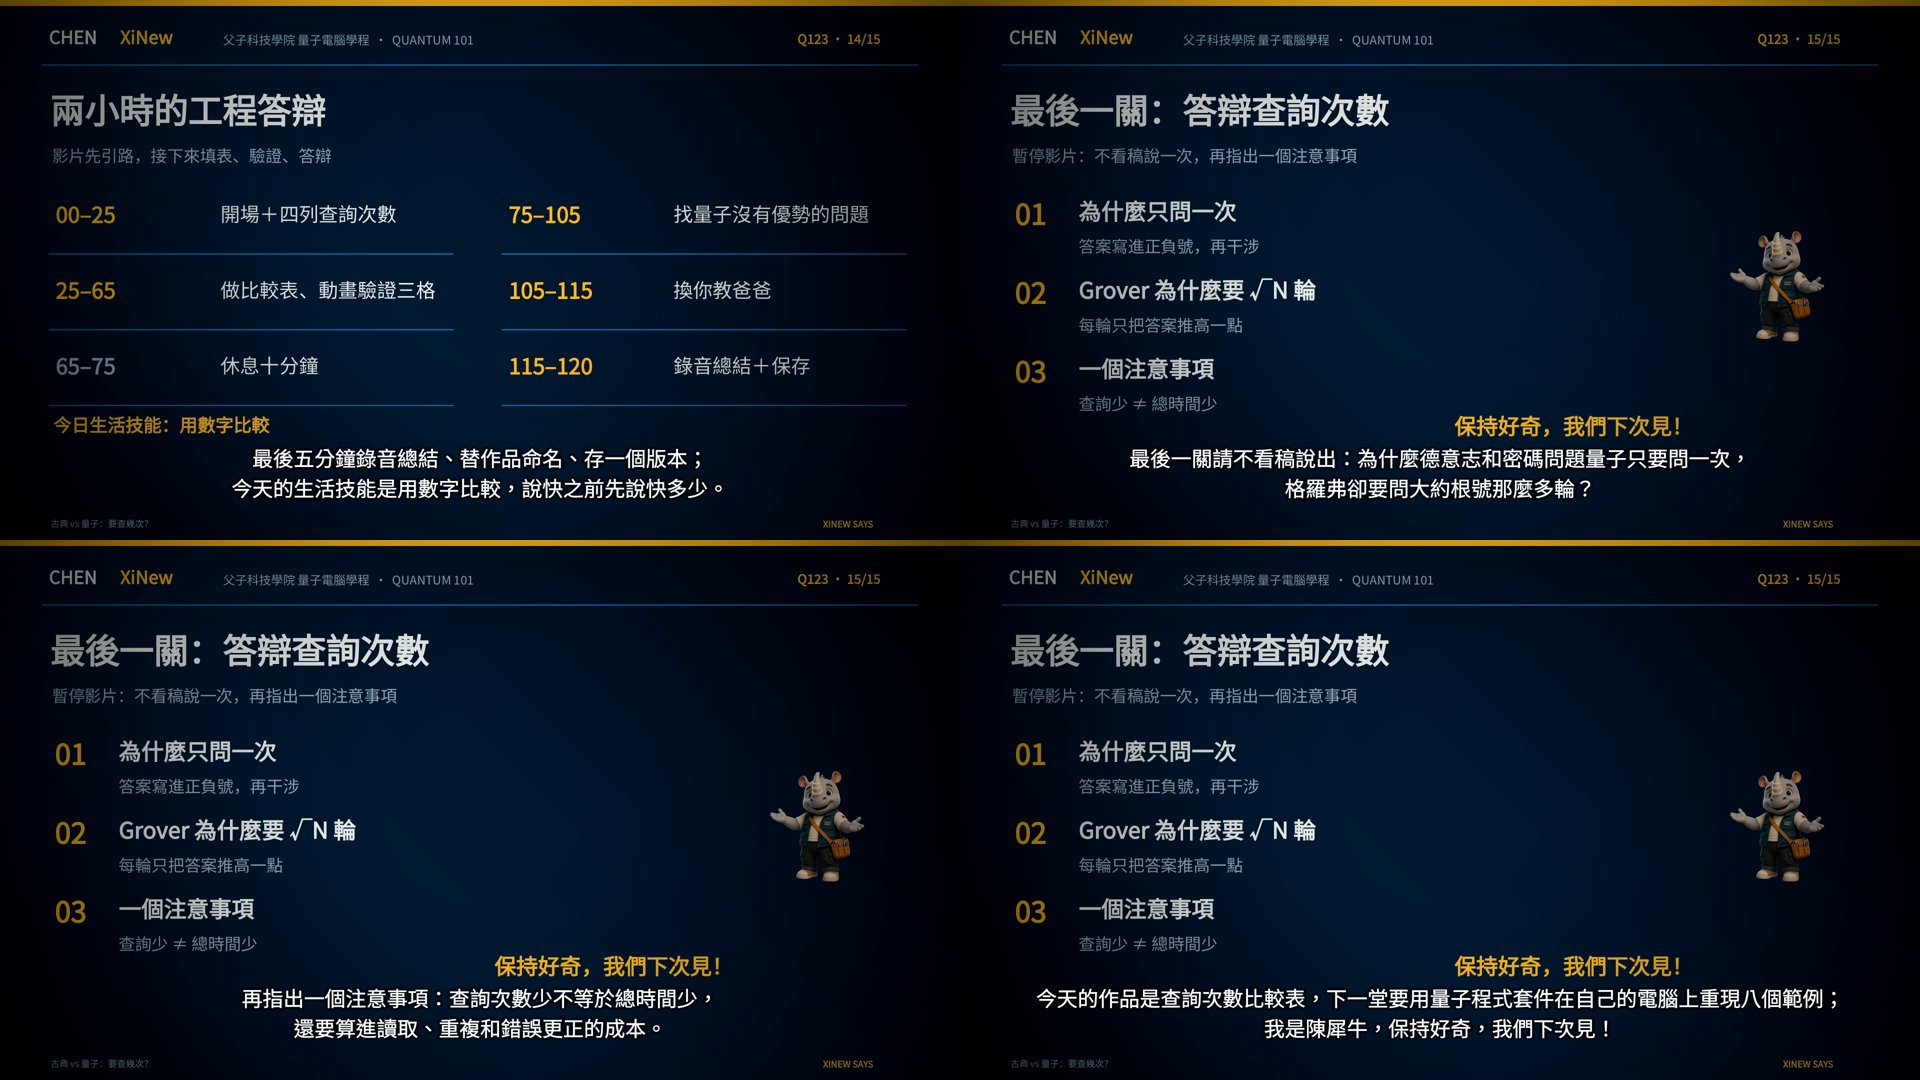 CHEN XiNew 父子科技學院 量子電腦學程 · QUANTUM 101 Q123 · 14/15
兩小時的工程答辯
影片先引路，接下來填表、驗證、答辯
00–25 開場＋四列查詢次數
75–105 找量子沒有優勢的問題
25–65 做比較表、動畫驗證三格
105–115 換你教爸爸
65–75 休息十分鐘
115–120 錄音總結＋保存
今日生活技能：用數字比較
最後五分鐘錄音總結、替作品命名、存一個版本；
今天的生活技能是用數字比較，說快之前先說快多少。
古典 vs 量子：要查幾次？ XINEW SAYS
CHEN XiNew 父子科技學院 量子電腦學程 · QUANTUM 101 Q123 · 15/15
最後一關：答辯查詢次數
暫停影片：不看稿說一次，再指出一個注意事項
01 為什麼只問一次
答案寫進正負號，再干涉
02 Grover 為什麼要 √N 輪
每輪只把答案推高一點
03 一個注意事項
查詢少 ≠ 總時間少
保持好奇，我們下次見！
最後一關請不看稿說出：為什麼德意志和密碼問題量子只要問一次，
格羅弗卻要問大約根號那麼多輪？
古典 vs 量子：要查幾次？ XINEW SAYS
CHEN XiNew 父子科技學院 量子電腦學程 · QUANTUM 101 Q123 · 15/15
最後一關：答辯查詢次數
暫停影片：不看稿說一次，再指出一個注意事項
01 為什麼只問一次
答案寫進正負號，再干涉
02 Grover 為什麼要 √N 輪
每輪只把答案推高一點
03 一個注意事項
查詢少 ≠ 總時間少
保持好奇，我們下次見！
再指出一個注意事項：查詢次數少不等於總時間少，
還要算進讀取、重複和錯誤更正的成本。
古典 vs 量子：要查幾次？ XINEW SAYS
CHEN XiNew 父子科技學院 量子電腦學程 · QUANTUM 101 Q123 · 15/15
最後一關：答辯查詢次數
暫停影片：不看稿說一次，再指出一個注意事項
01 為什麼只問一次
答案寫進正負號，再干涉
02 Grover 為什麼要 √N 輪
每輪只把答案推高一點
03 一個注意事項
查詢少 ≠ 總時間少
保持好奇，我們下次見！
今天的作品是查詢次數比較表，下一堂要用量子程式套件在自己的電腦上重現八個範例；
我是陳犀牛，保持好奇，我們下次見！
古典 vs 量子：要查幾次？ XINEW SAYS